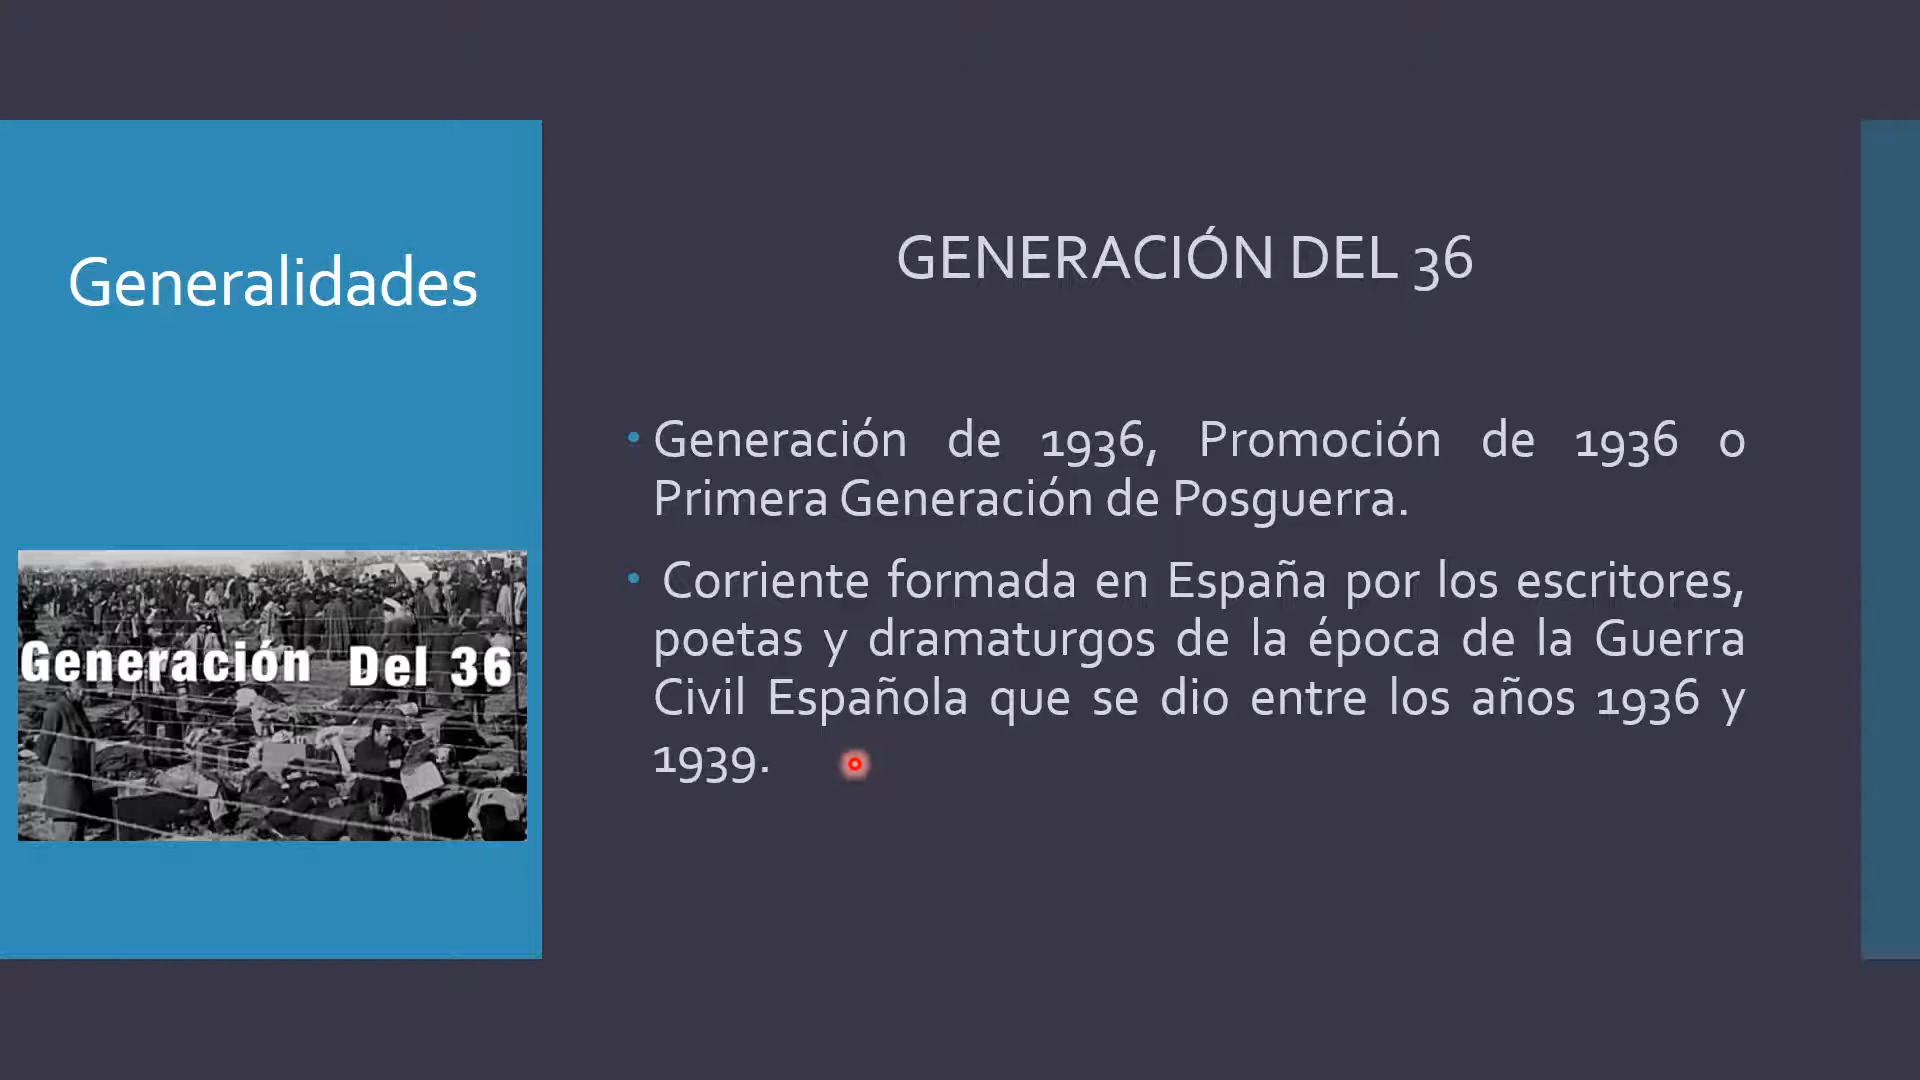 Generalidades
Generación Del 36
GENERACIÓN DEL 36
• Generación de 1936, Promoción de 1936 o
Primera Generación de Posguerra.
• Corriente formada en España por los escritores,
poetas y dramaturgos de la época de la Guerra
Civil Española que se dio entre los años 1936 y
1939.